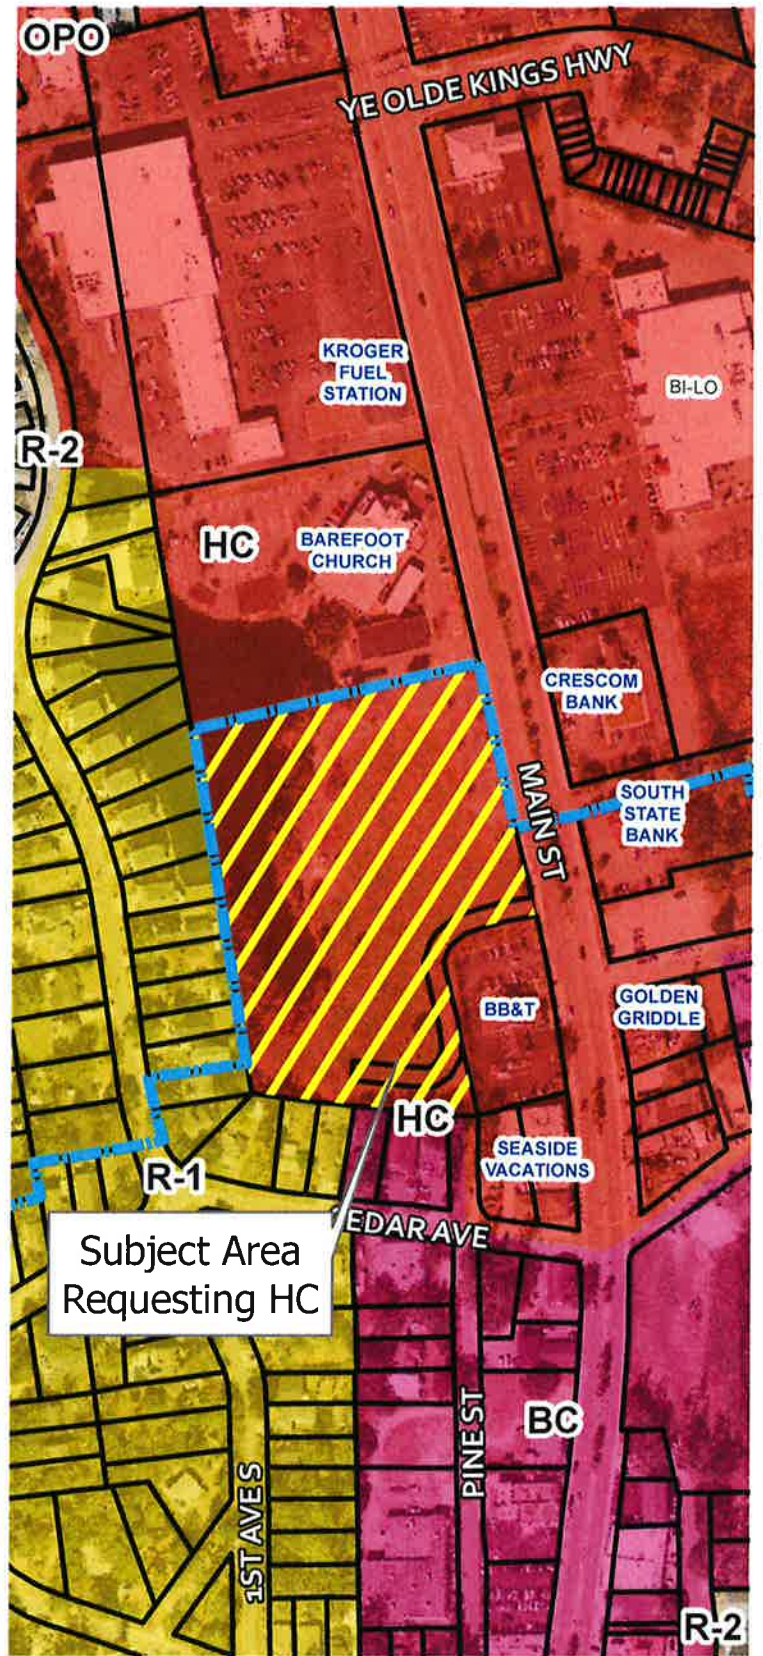 OPO
YE OLDE KINGS HWY
KROGER
FUEL
STATION
BI-LO
R-2
HC
BAREFOOT
CHURCH
CRESCOM
BANK
MAIN ST
SOUTH
STATE
BANK
BB&T
GOLDEN
GRIDDLE
HC
SEASIDE
VACATIONS
R-1
EDAR AVE
Subject Area
Requesting HC
PINE ST
BC
1ST AVE S
R-2